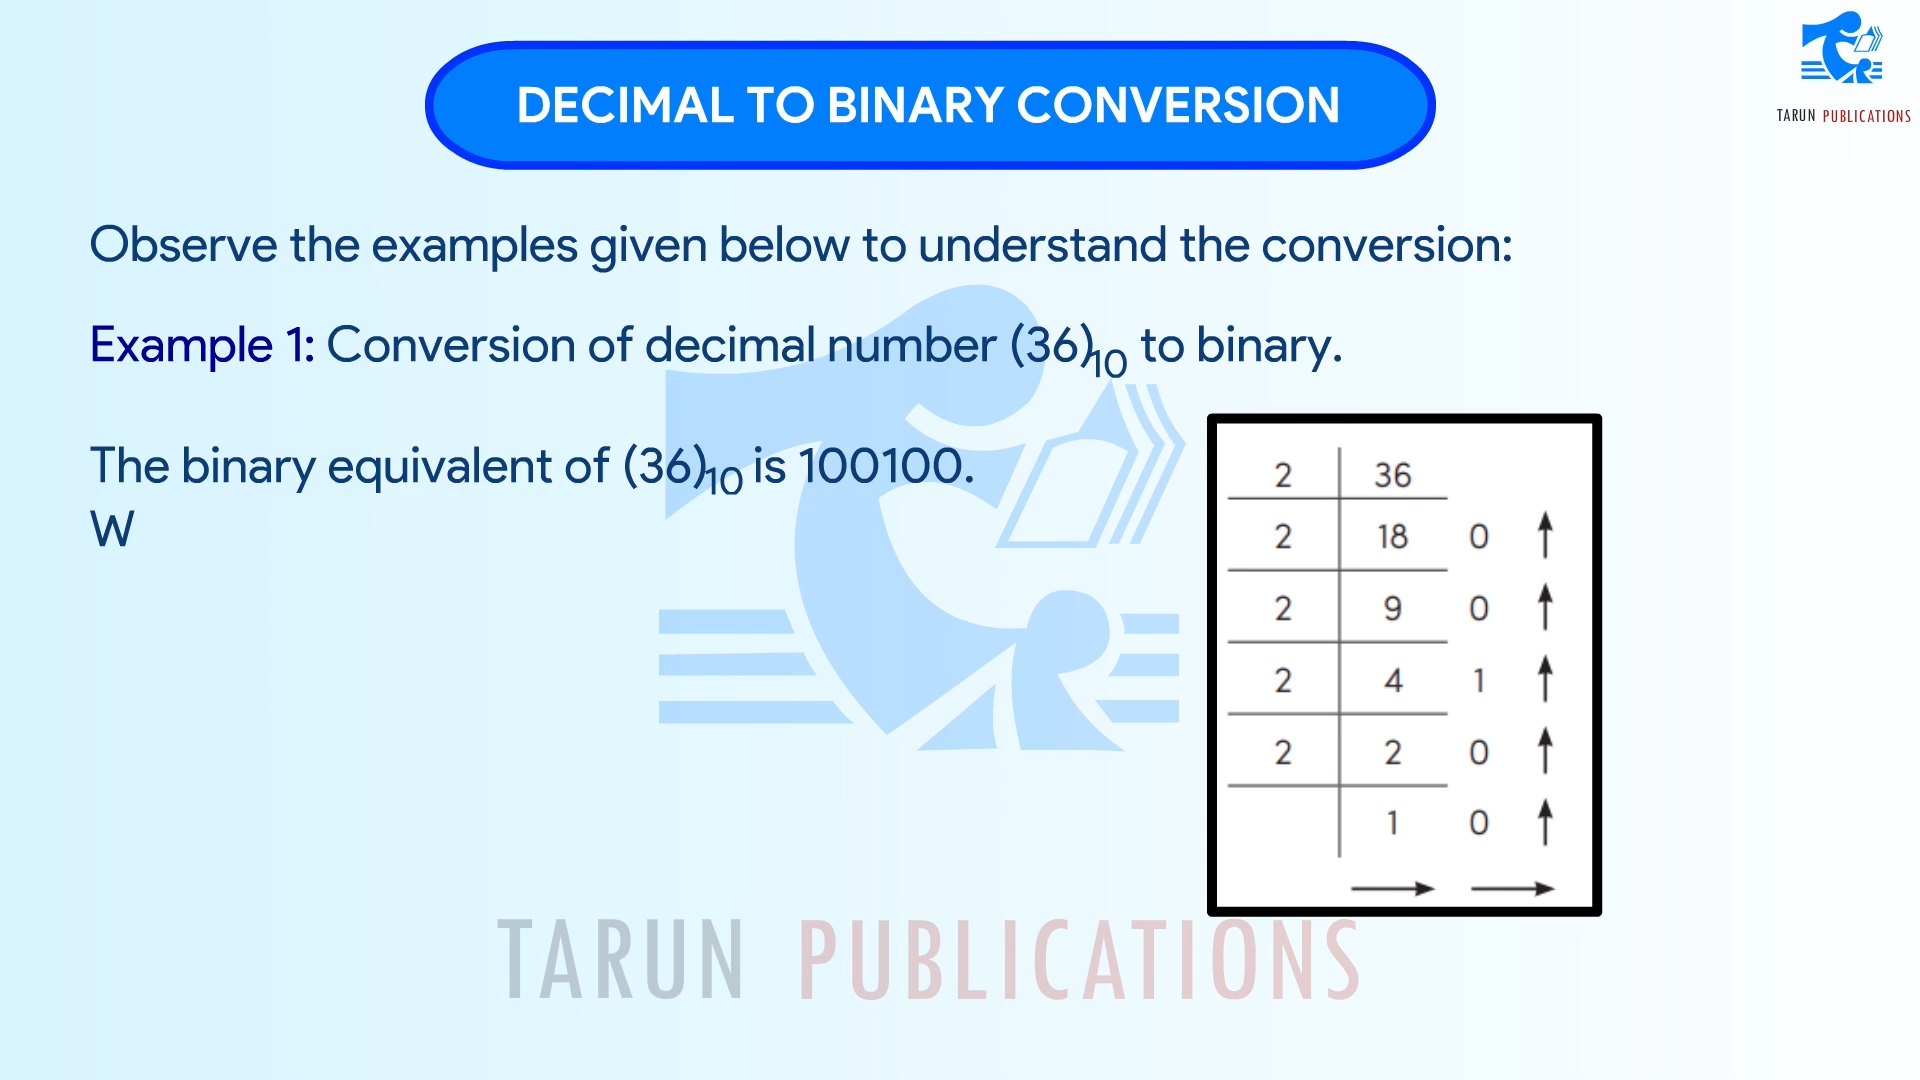 DECIMAL TO BINARY CONVERSION
TARUN PUBLICATIONS
Observe the examples given below to understand the conversion:
Example 1: Conversion of decimal number (36)10 to binary.
The binary equivalent of (36)10 is 100100.
W
2 36
2 18 0
2 9 0
2 4 1
2 2 0
1 0
TARUN PUBLICATIONS